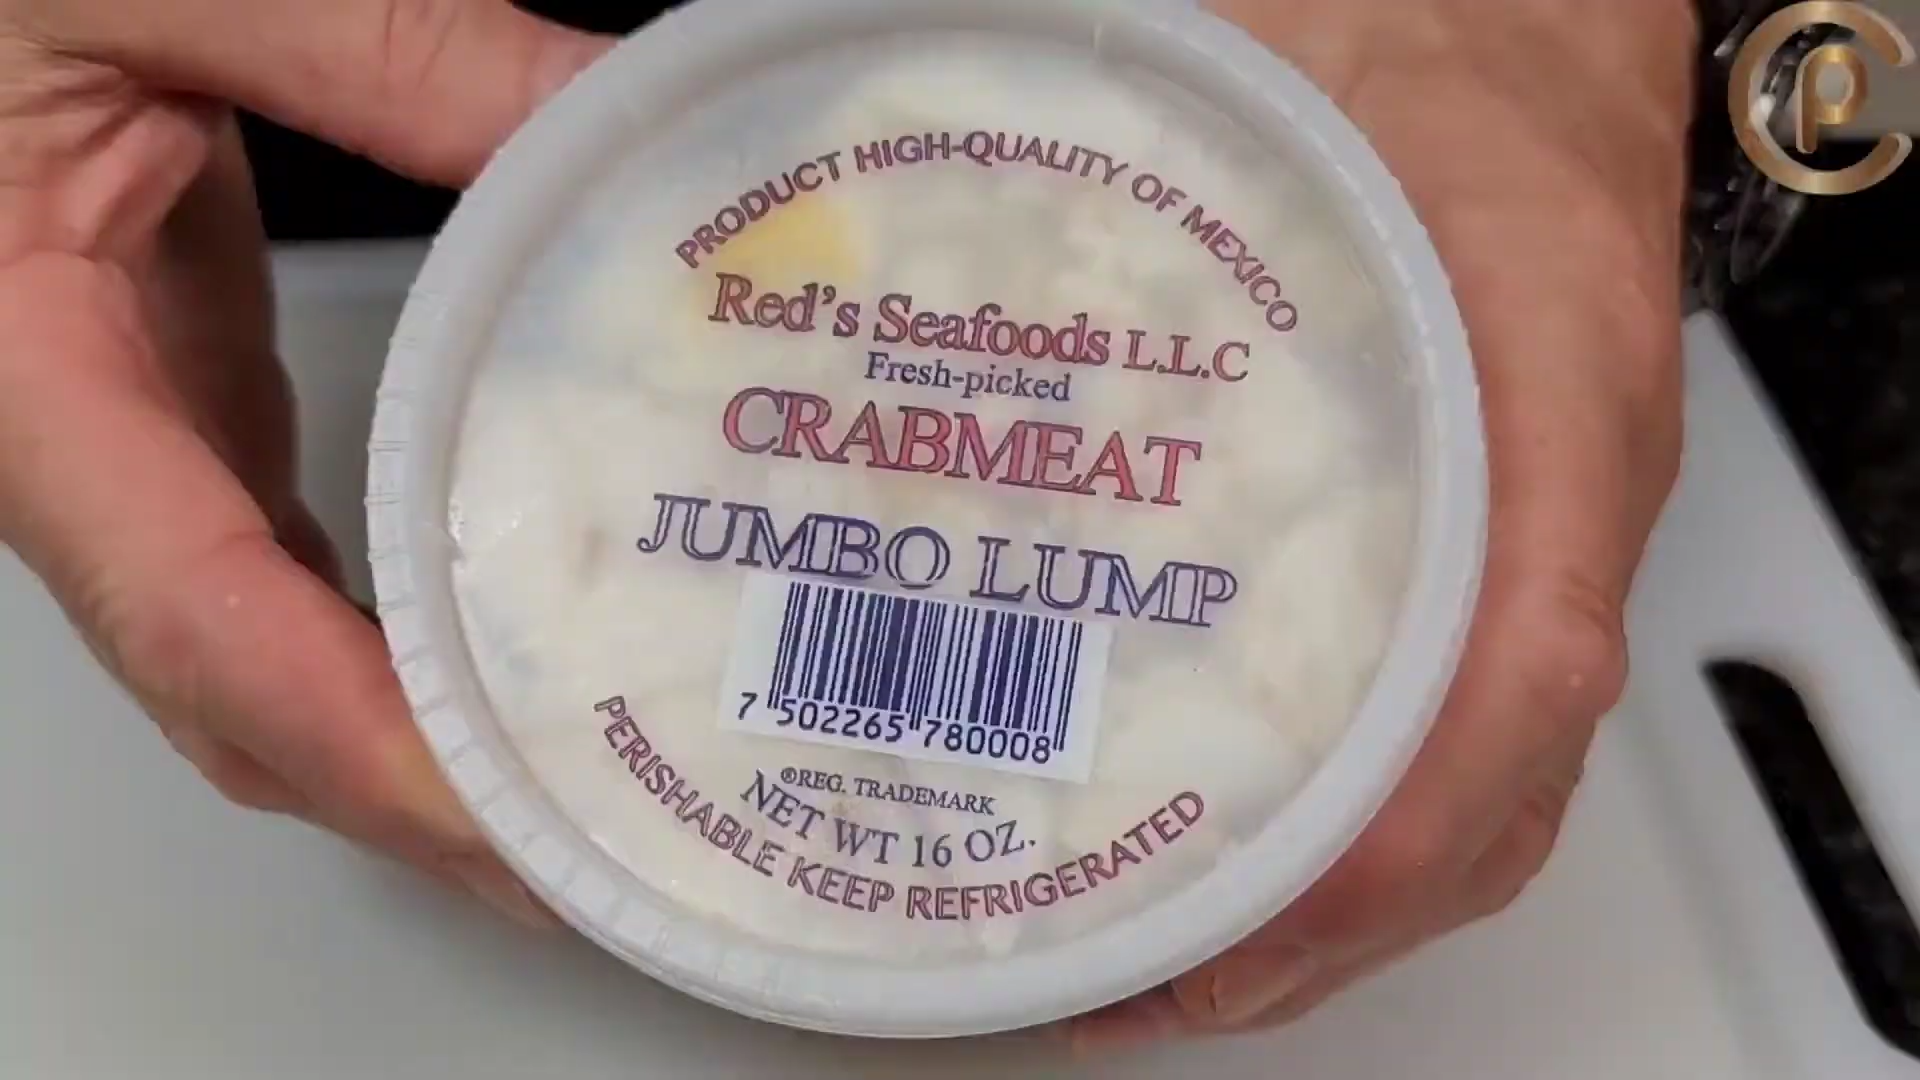 PRODUCT HIGH-QUALITY OF MEXICO
Red's Seafoods L.L.C
Fresh-picked
CRABMEAT
JUMBO LUMP
7 502265 780008
®REG. TRADEMARK
NET WT 16 OZ.
PERISHABLE KEEP REFRIGERATED
CP